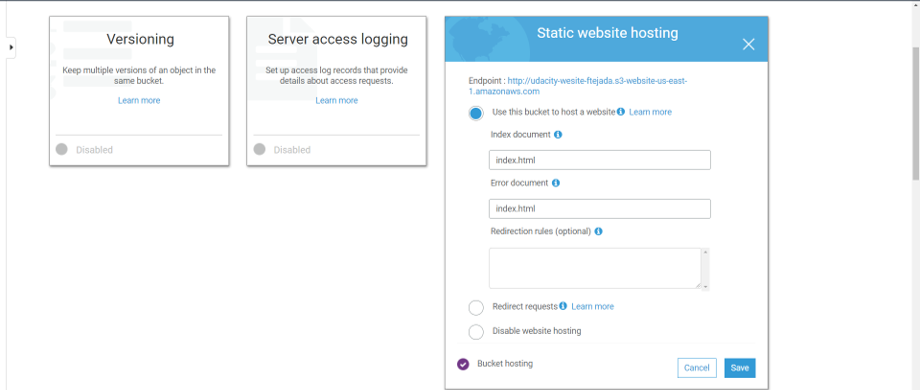 Versioning
Keep multiple versions of an object in the
same bucket.
Learn more
Disabled
Server access logging
Set up access log records that provide
details about access requests.
Learn more
Disabled
Static website hosting
Endpoint : http://udacity-wesite-ftejada.s3-website-us-east-
1.amazonaws.com
Use this bucket to host a website Learn more
Index document
index.html
Error document
index.html
Redirection rules (optional)
Redirect requests Learn more
Disable website hosting
Bucket hosting
Cancel Save